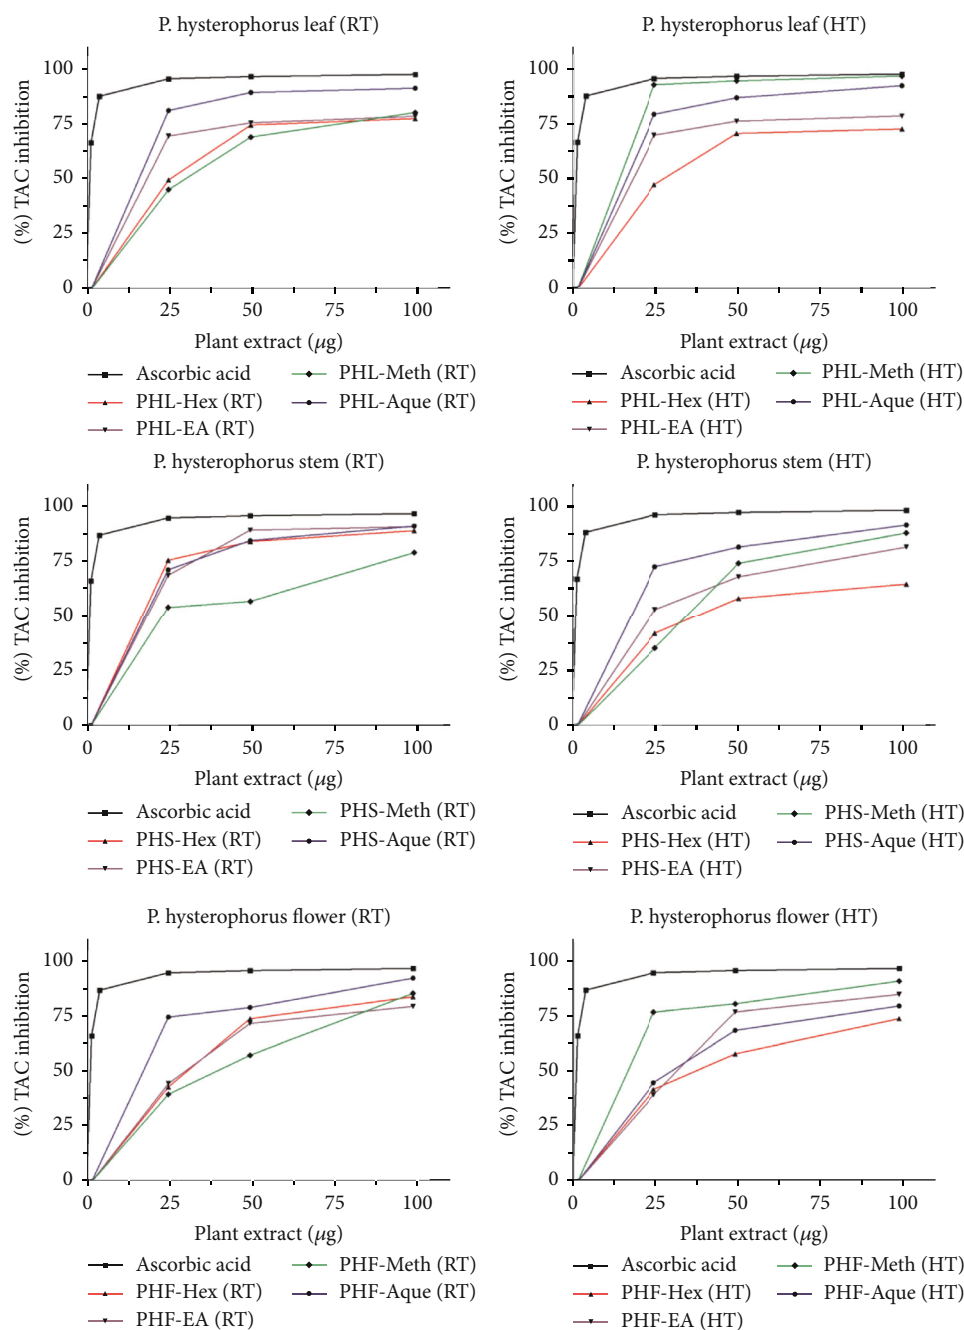 P. hysterophorus leaf (RT)
100
75
50
25
0
(%) TAC inhibition
0 25 50 75 100
Plant extract (µg)
Ascorbic acid
PHL-Hex (RT)
PHL-EA (RT)
PHL-Meth (RT)
PHL-Aque (RT)
P. hysterophorus leaf (HT)
100
75
50
25
0
(%) TAC inhibition
0 25 50 75 100
Plant extract (µg)
Ascorbic acid
PHL-Hex (HT)
PHL-EA (HT)
PHL-Meth (HT)
PHL-Aque (HT)
P. hysterophorus stem (RT)
100
75
50
25
0
(%) TAC inhibition
0 25 50 75 100
Plant extract (µg)
Ascorbic acid
PHS-Hex (RT)
PHS-EA (RT)
PHS-Meth (RT)
PHS-Aque (RT)
P. hysterophorus stem (HT)
100
75
50
25
0
(%) TAC inhibition
0 25 50 75 100
Plant extract (µg)
Ascorbic acid
PHS-Hex (HT)
PHS-EA (HT)
PHS-Meth (HT)
PHS-Aque (HT)
P. hysterophorus flower (RT)
100
75
50
25
0
(%) TAC inhibition
0 25 50 75 100
Plant extract (µg)
Ascorbic acid
PHF-Hex (RT)
PHF-EA (RT)
PHF-Meth (RT)
PHF-Aque (RT)
P. hysterophorus flower (HT)
100
75
50
25
0
(%) TAC inhibition
0 25 50 75 100
Plant extract (µg)
Ascorbic acid
PHF-Hex (HT)
PHF-EA (HT)
PHF-Meth (HT)
PHF-Aque (HT)